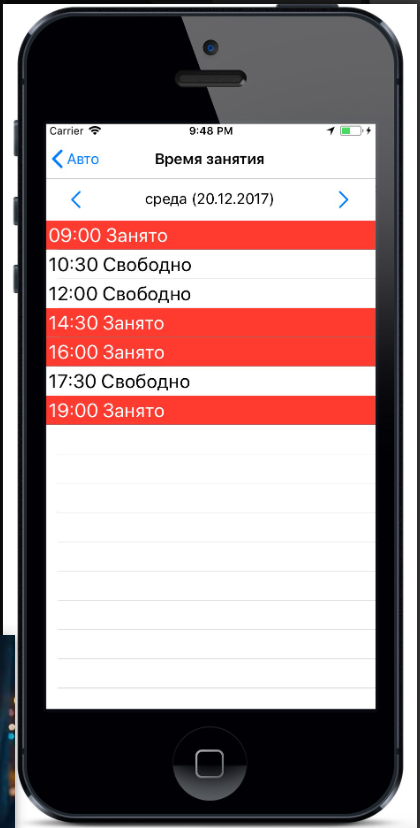 Carrier 9:48 PM
Авто Время занятия
среда (20.12.2017)
09:00 Занято
10:30 Свободно
12:00 Свободно
14:30 Занято
16:00 Занято
17:30 Свободно
19:00 Занято